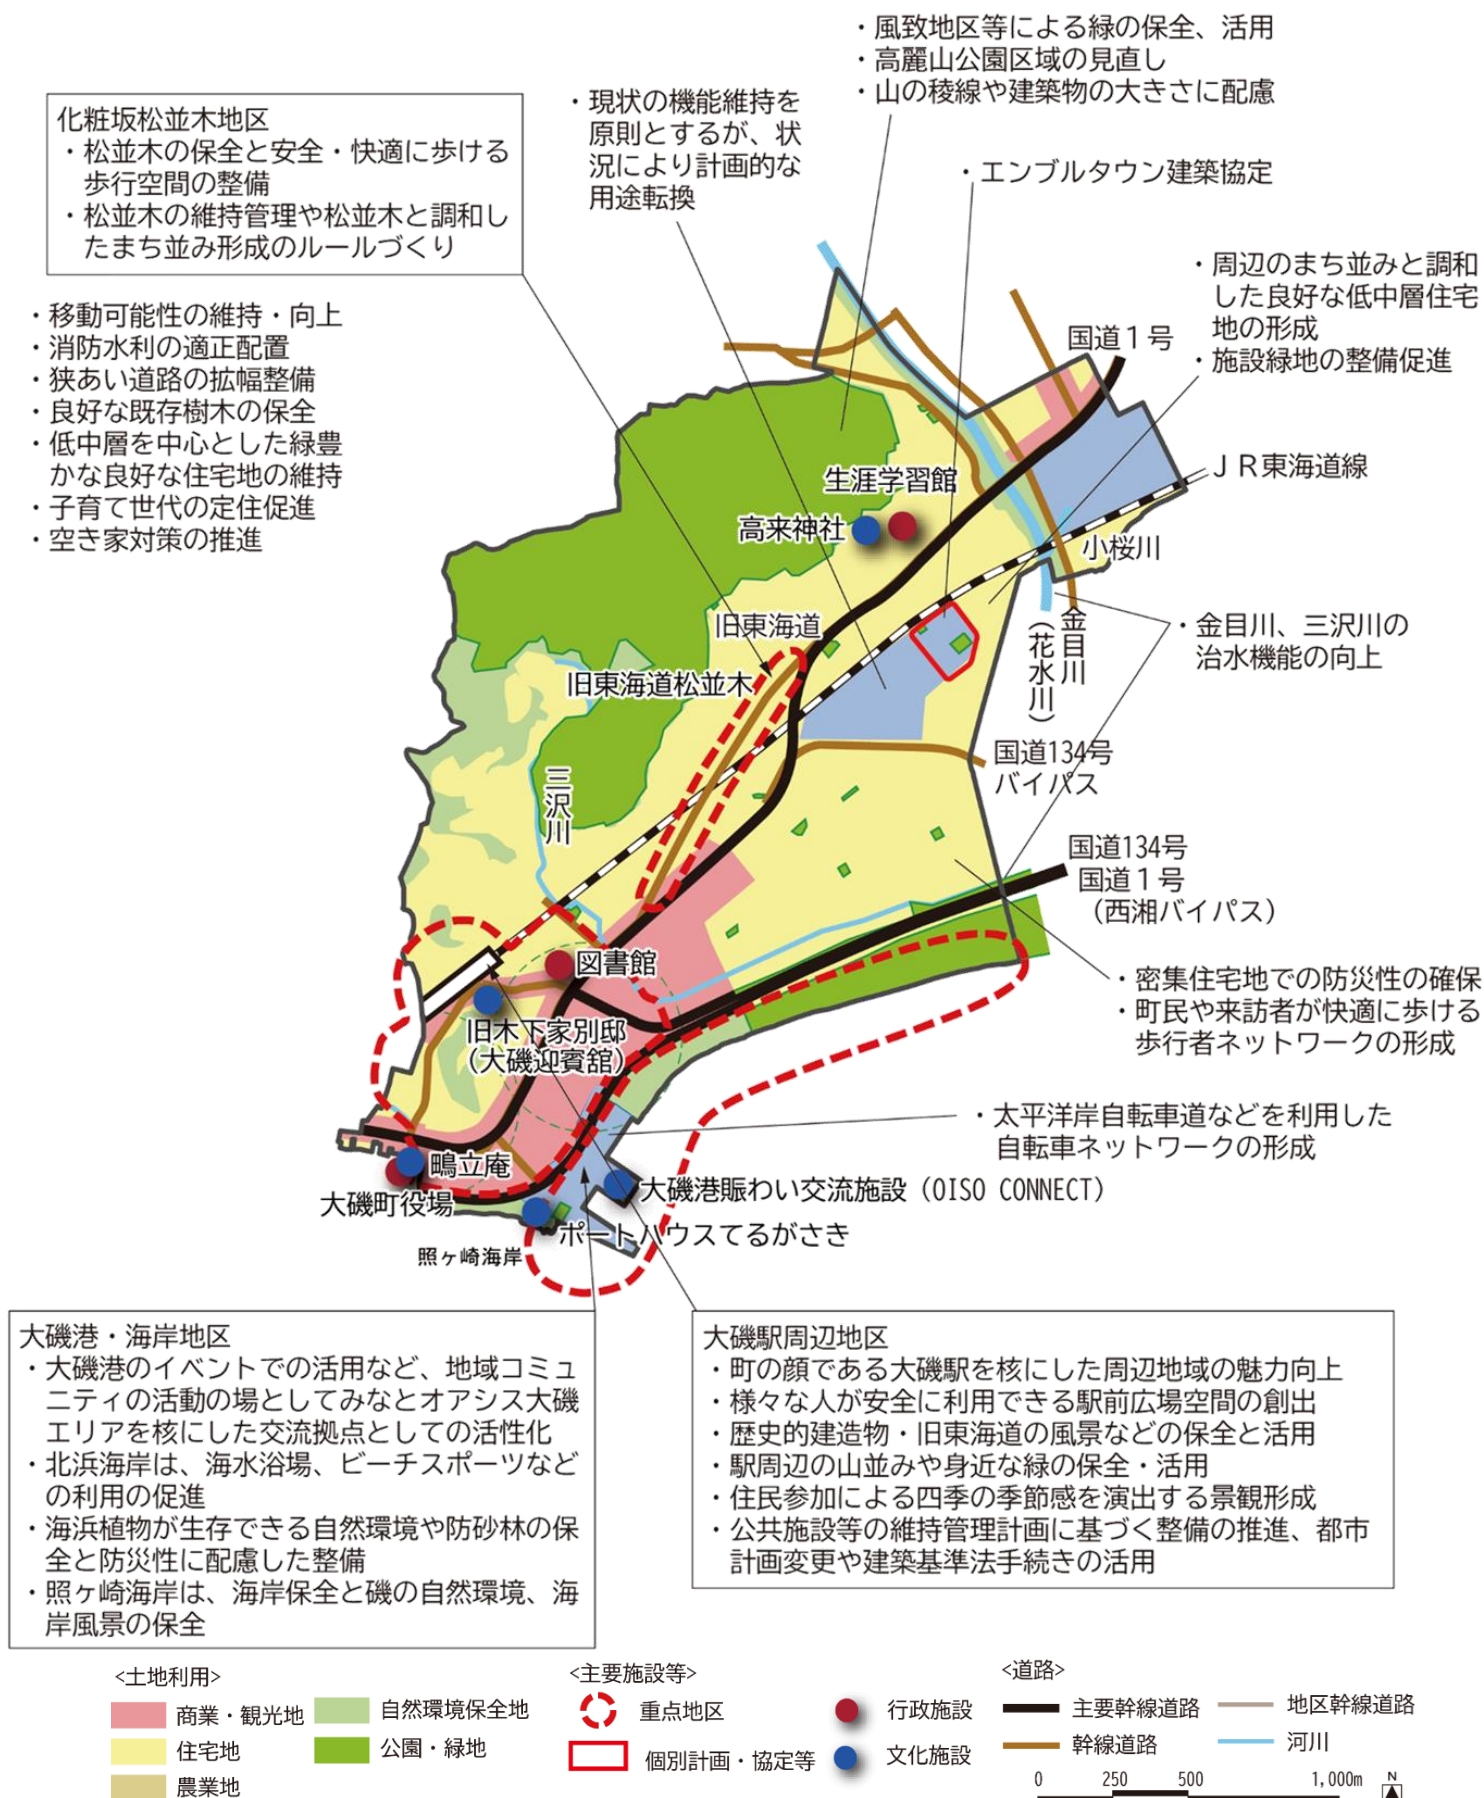 ・風致地区等による緑の保全、活用
・高麗山公園区域の見直し
・山の稜線や建築物の大きさに配慮
・現状の機能維持を
原則とするが、状
況により計画的な
用途転換
化粧坂松並木地区
・松並木の保全と安全・快適に歩ける
歩行空間の整備
・松並木の維持管理や松並木と調和し
たまち並み形成のルールづくり
・エンブルタウン建築協定
・周辺のまち並みと調和
した良好な低中層住宅
地の形成
・施設緑地の整備促進
・移動可能性の維持・向上
・消防水利の適正配置
・狭あい道路の拡幅整備
・良好な既存樹木の保全
・低中層を中心とした緑豊
かな良好な住宅地の維持
・子育て世代の定住促進
・空き家対策の推進
国道1号
JR東海道線
生涯学習館
高来神社
小桜川
旧東海道
金目川
（花水川）
・金目川、三沢川の
治水機能の向上
旧東海道松並木
国道134号
バイパス
三沢川
国道134号
国道1号
（西湘バイパス）
図書館
・密集住宅地での防災性の確保
・町民や来訪者が快適に歩ける
歩行者ネットワークの形成
旧木下家別邸
（大磯迎賓舘）
・太平洋岸自転車道などを利用した
自転車ネットワークの形成
鴫立庵
大磯町役場
大磯港賑わい交流施設（OISO CONNECT）
ポートハウスてるがさき
照ヶ崎海岸
大磯港・海岸地区
・大磯港のイベントでの活用など、地域コミュ
ニティの活動の場としてみなとオアシス大磯
エリアを核にした交流拠点としての活性化
・北浜海岸は、海水浴場、ビーチスポーツなど
の利用の促進
・海浜植物が生存できる自然環境や防砂林の保
全と防災性に配慮した整備
・照ヶ崎海岸は、海岸保全と磯の自然環境、海
岸風景の保全
大磯駅周辺地区
・町の顔である大磯駅を核にした周辺地域の魅力向上
・様々な人が安全に利用できる駅前広場空間の創出
・歴史的建造物・旧東海道の風景などの保全と活用
・駅周辺の山並みや身近な緑の保全・活用
・住民参加による四季の季節感を演出する景観形成
・公共施設等の維持管理計画に基づく整備の推進、都市
計画変更や建築基準法手続きの活用
<土地利用>
商業・観光地
住宅地
農業地
自然環境保全地
公園・緑地
<主要施設等>
重点地区
個別計画・協定等
行政施設
文化施設
<道路>
主要幹線道路
幹線道路
地区幹線道路
河川
0 250 500 1,000m
N